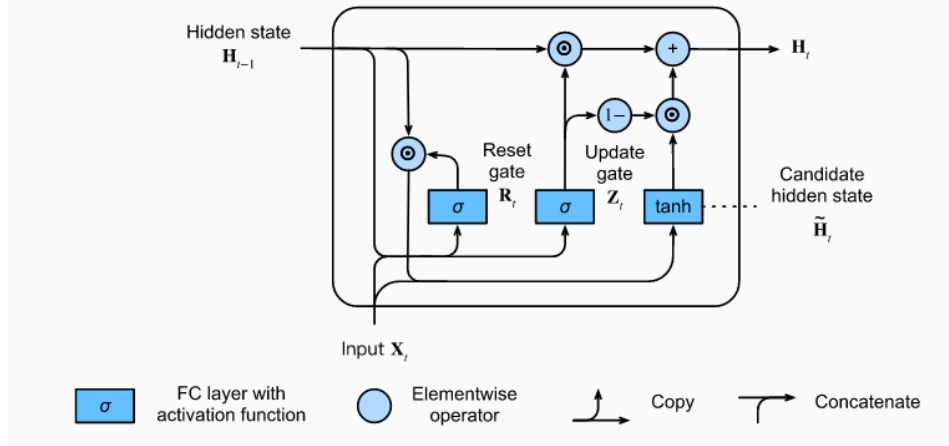 Hidden state
H_{t−1}
⊙
+
H_t
1−
⊙
⊙
Reset
gate
R_t
Update
gate
Z_t
σ
σ
tanh
Candidate
hidden state
H̃_t
Input X_t
σ
FC layer with
activation function
Elementwise
operator
Copy
Concatenate